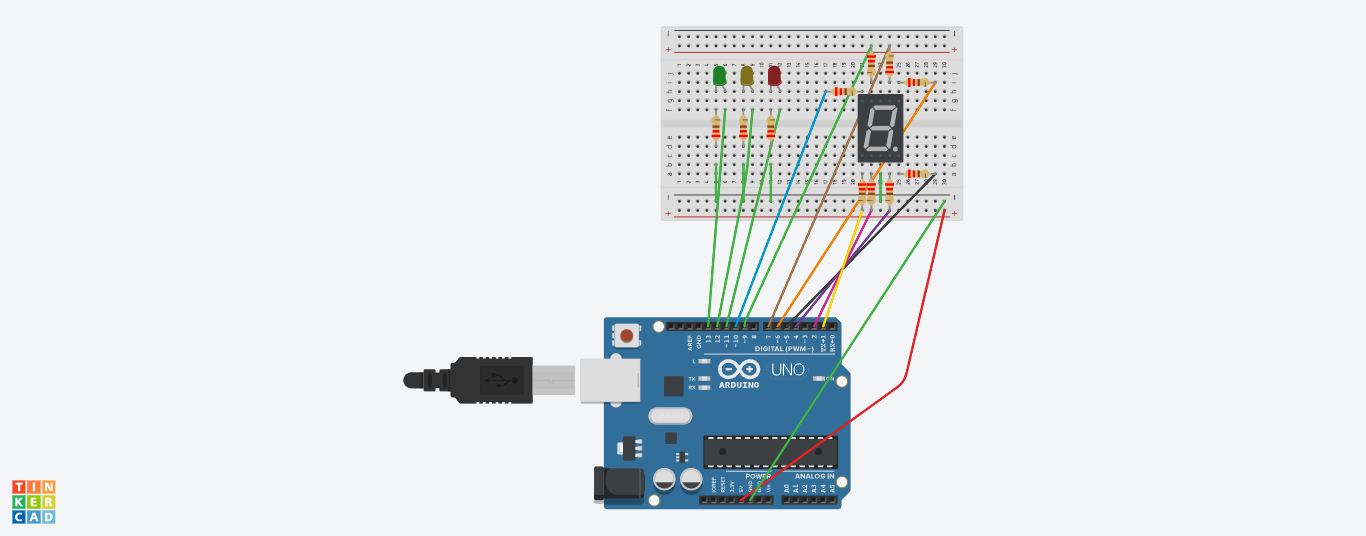 AREF
GND
13
12
~11
~10
~9
8
7
~6
~5
4
~3
2
TX→1
RX←0
DIGITAL (PWM~)
L
TX
RX
ON
ARDUINO
UNO
POWER
ANALOG IN
IOREF
RESET
3.3V
5V
GND
GND
Vin
A0
A1
A2
A3
A4
A5
TIN
KER
CAD